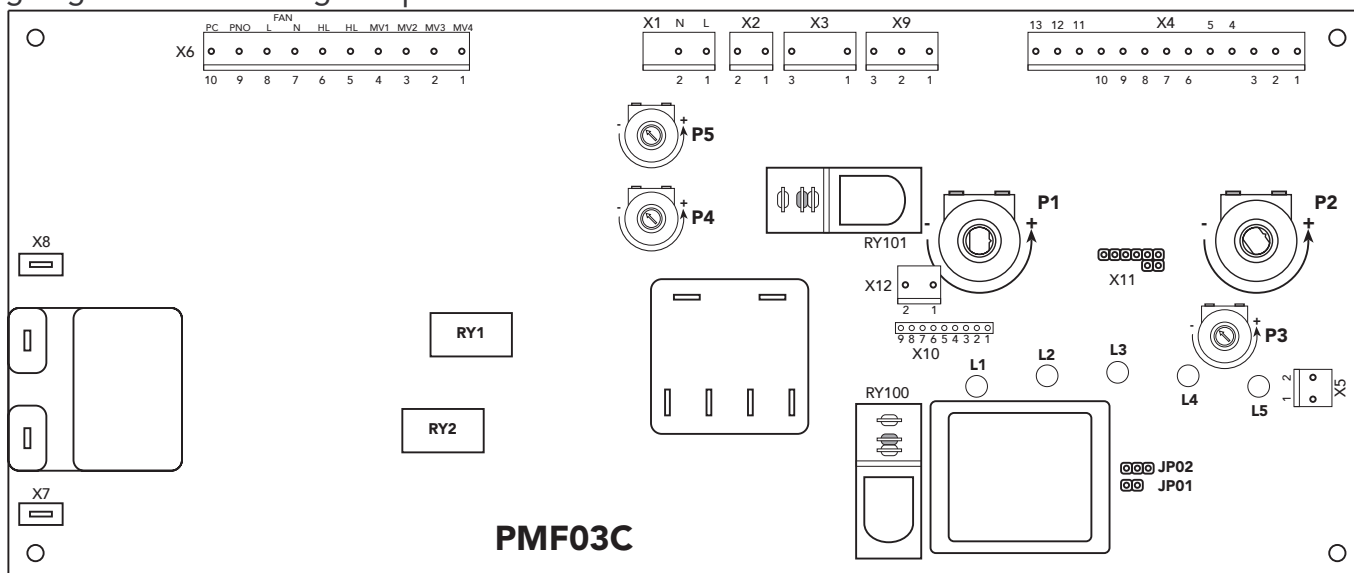 FAN
PC PNO L N HL HL MV1 MV2 MV3 MV4
X6
10 9 8 7 6 5 4 3 2 1
X1 N L
2 1
X2
2 1
X3
3 1
X9
3 2 1
13 12 11 X4 5 4
10 9 8 7 6 3 2 1
- + P5
- + P4
RY101
- + P1
- + P2
X11
X8
X12
2 1
9 8 7 6 5 4 3 2 1
X10
- + P3
RY1
RY2
L1
L2
L3
L4
L5
2 1
X5
RY100
JP02
JP01
X7
PMF03C